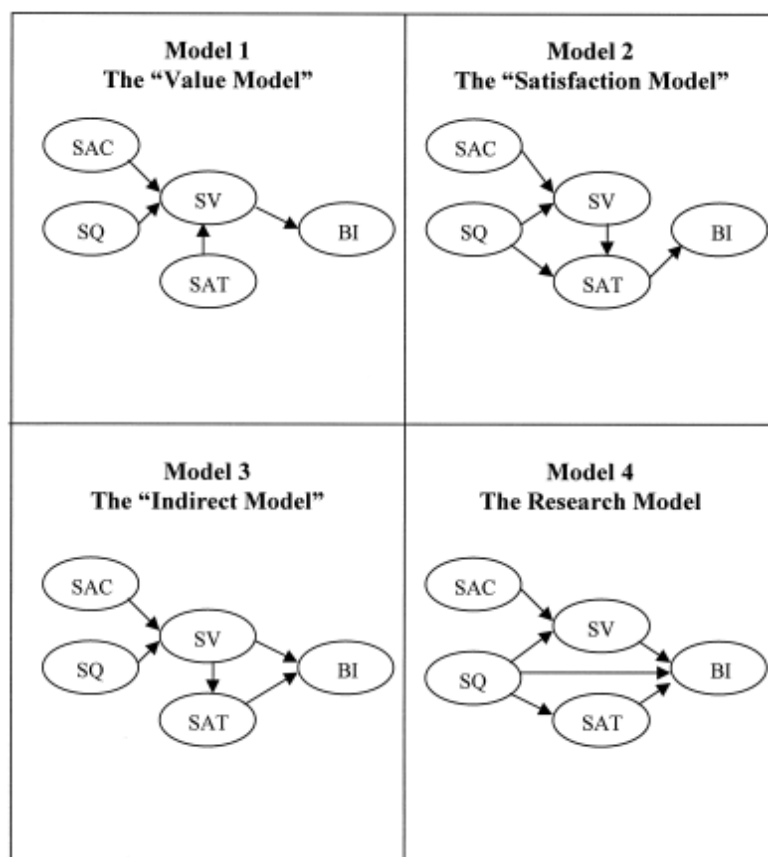 Model 1
The “Value Model”
SAC
SV
SQ
BI
SAT
Model 2
The “Satisfaction Model”
SAC
SV
SQ
BI
SAT
Model 3
The “Indirect Model”
SAC
SV
SQ
BI
SAT
Model 4
The Research Model
SAC
SV
SQ
BI
SAT